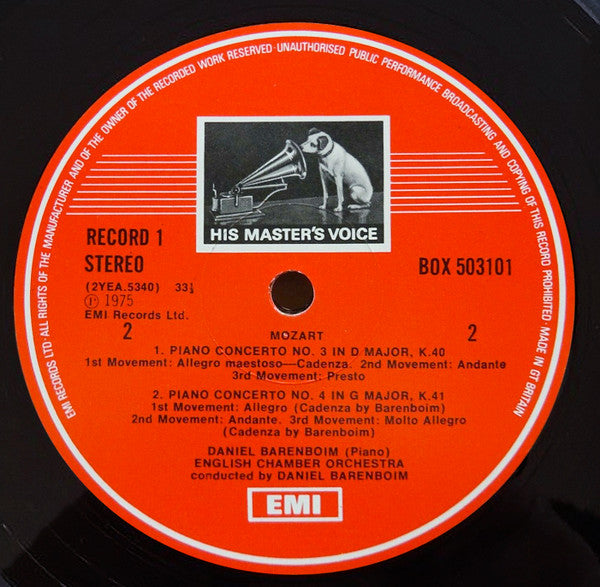 EMI RECORDS LTD·ALL RIGHTS OF THE MANUFACTURER AND OF THE OWNER OF THE RECORDED WORK RESERVED·UNAUTHORISED PUBLIC PERFORMANCE BROADCASTING AND COPYING OF THIS RECORD PROHIBITED·MADE IN GT BRITAIN
HIS MASTER'S VOICE
RECORD 1
STEREO
BOX 503101
(2YEA.5340) 33⅓
Ⓟ 1975
EMI Records Ltd.
2 2
MOZART
1. PIANO CONCERTO NO. 3 IN D MAJOR, K.40
1st Movement: Allegro maestoso—Cadenza. 2nd Movement: Andante
3rd Movement: Presto
2. PIANO CONCERTO NO. 4 IN G MAJOR, K.41
1st Movement: Allegro (Cadenza by Barenboim)
2nd Movement: Andante. 3rd Movement: Molto Allegro
(Cadenza by Barenboim)
DANIEL BARENBOIM (Piano)
ENGLISH CHAMBER ORCHESTRA
conducted by DANIEL BARENBOIM
EMI